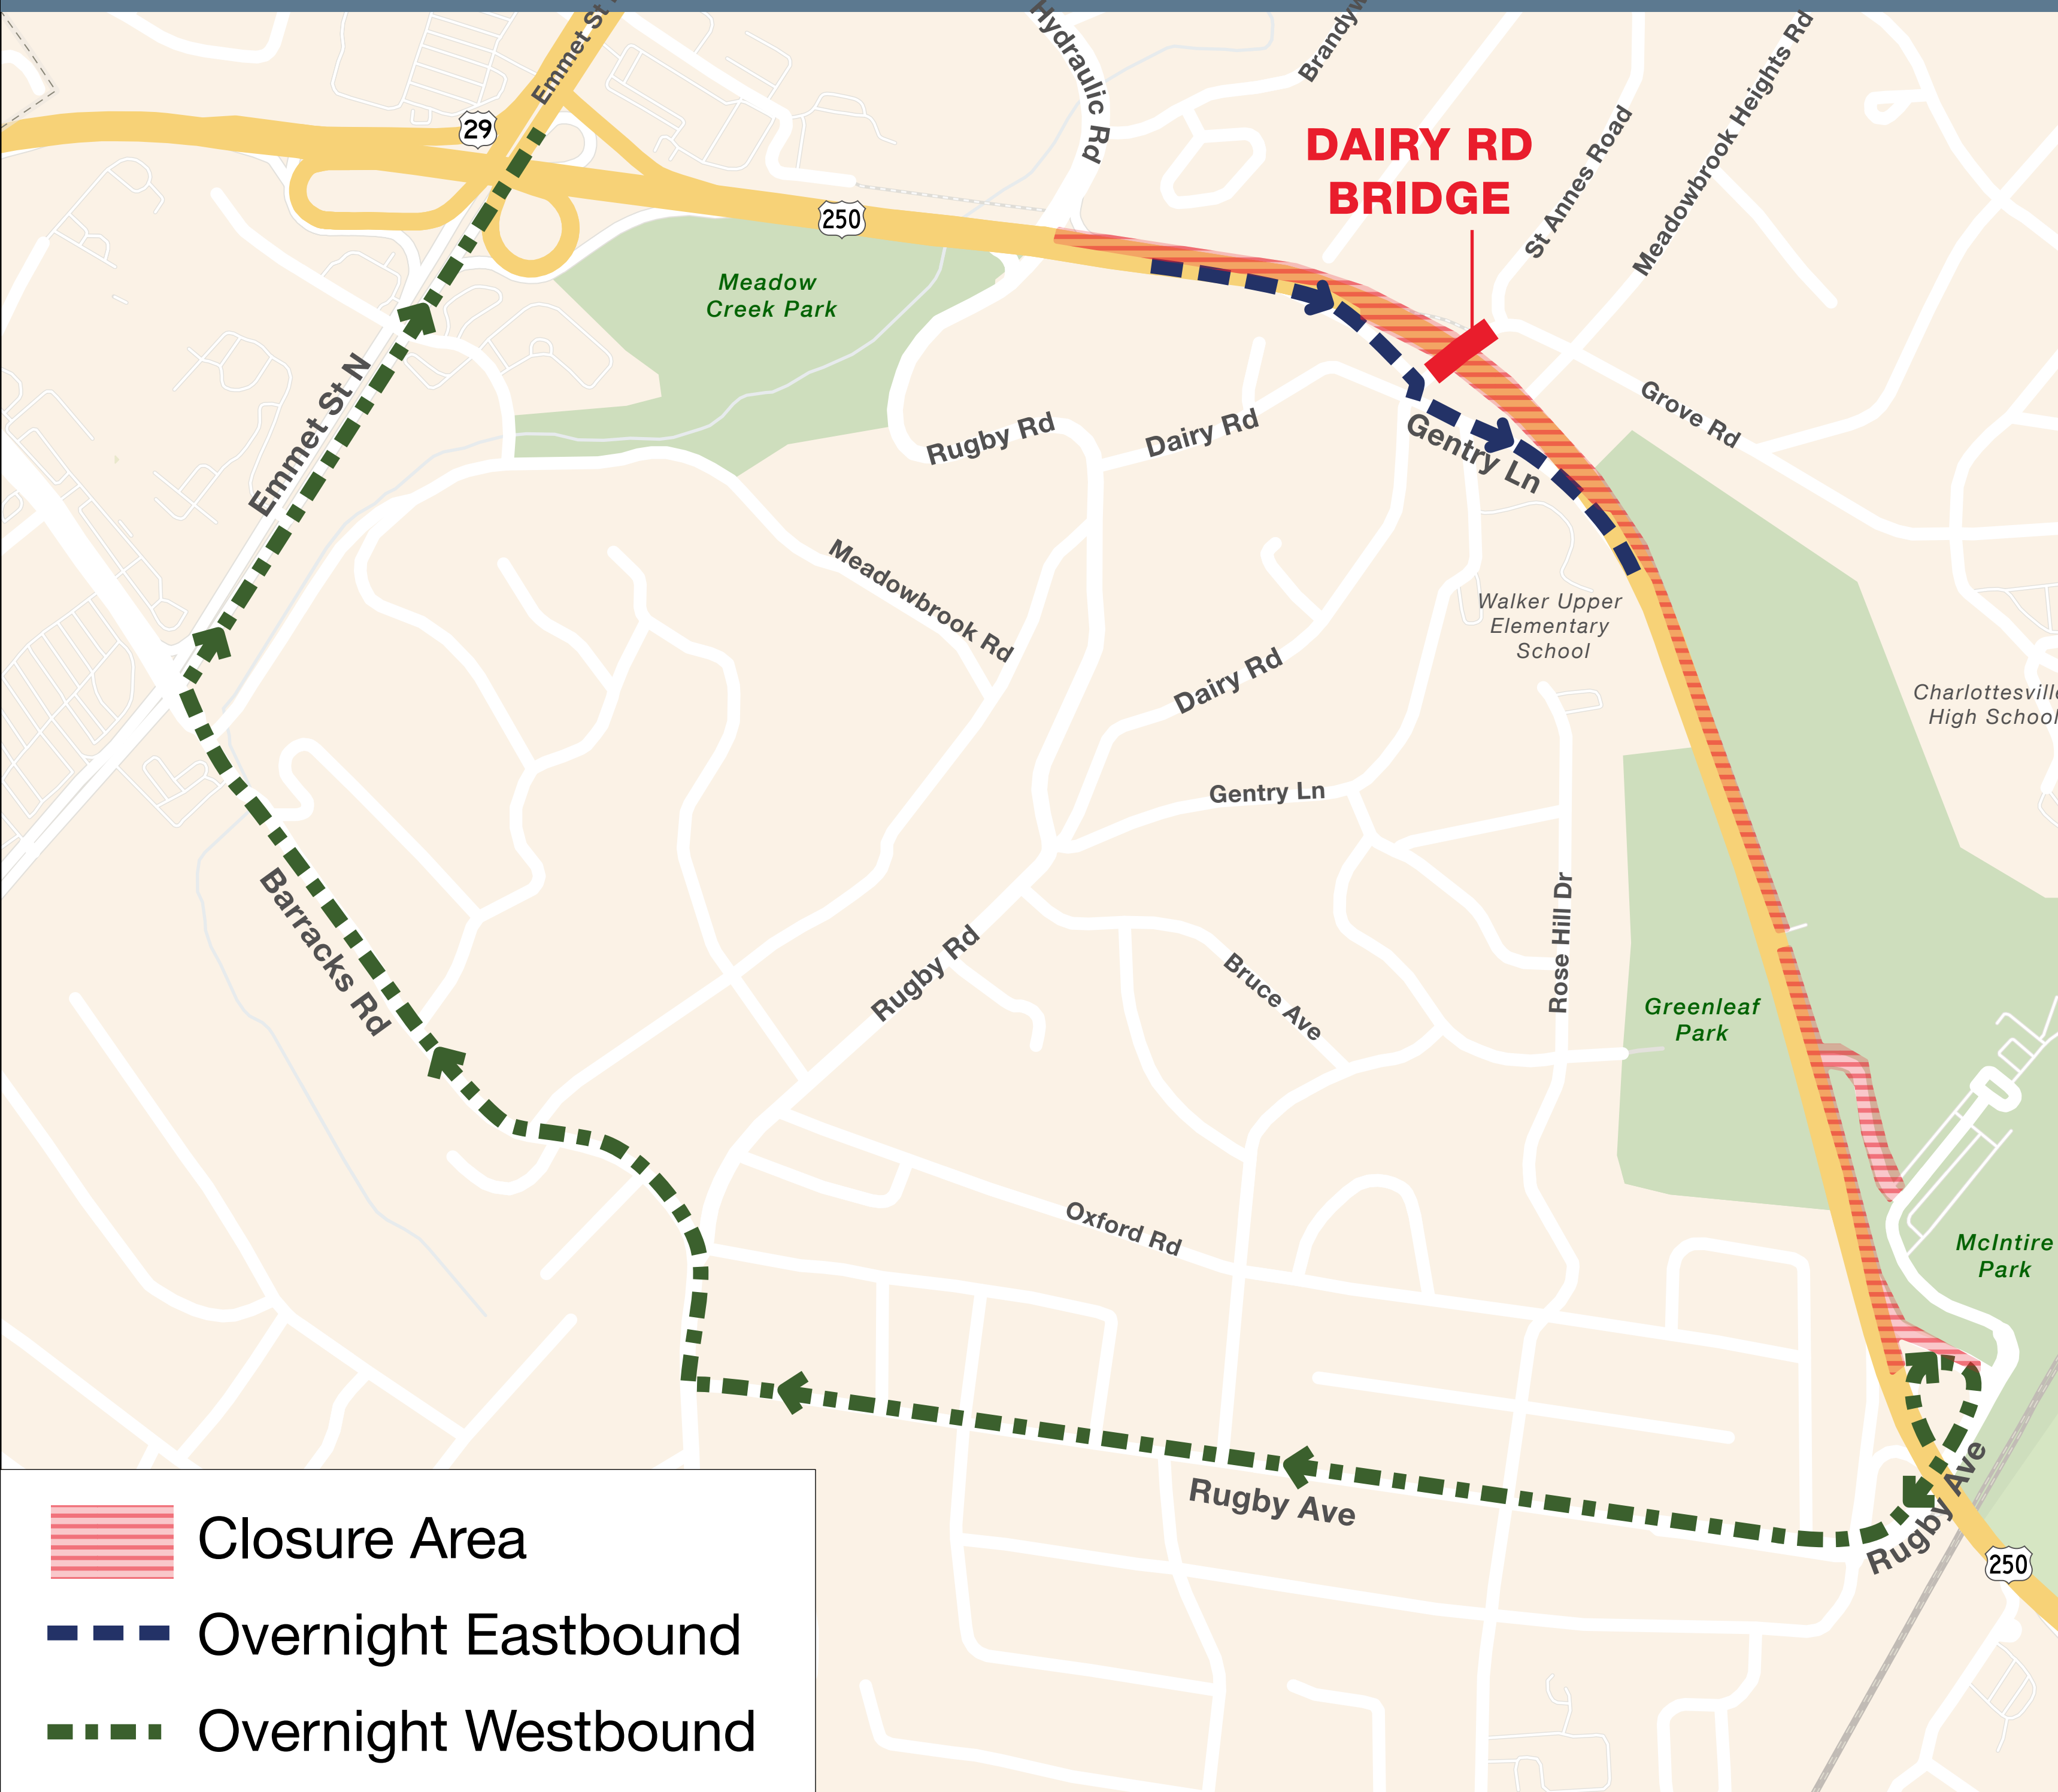 Emmet St
Hydraulic Rd
29
250
DAIRY RD
BRIDGE
St Annes Road
Meadowbrook Heights Rd
Meadow
Creek Park
Emmet St N
Rugby Rd
Dairy Rd
Gentry Ln
Grove Rd
Meadowbrook Rd
Walker Upper
Elementary
School
Dairy Rd
Charlottesville
High School
Gentry Ln
Barracks Rd
Rugby Rd
Bruce Ave
Rose Hill Dr
Greenleaf
Park
Oxford Rd
McIntire
Park
Rugby Ave
Rugby Ave
250
Closure Area
Overnight Eastbound
Overnight Westbound